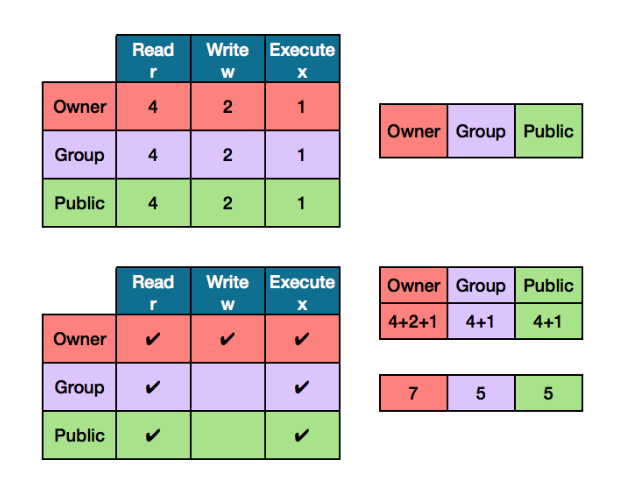 Read Write Execute
r w x
Owner 4 2 1
Group 4 2 1
Public 4 2 1
Owner Group Public
Read Write Execute
r w x
Owner ✔ ✔ ✔
Group ✔ ✔
Public ✔ ✔
Owner Group Public
4+2+1 4+1 4+1
7 5 5